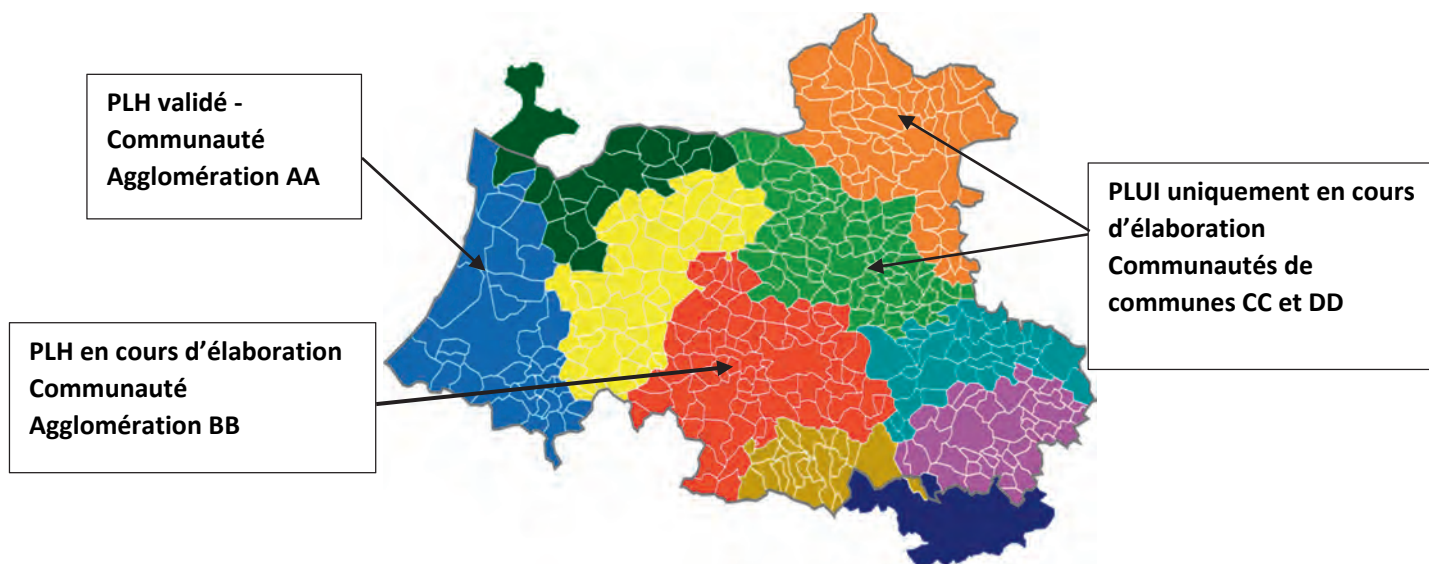 PLH validé -
Communauté
Agglomération AA
PLH en cours d'élaboration
Communauté
Agglomération BB
PLUI uniquement en cours
d'élaboration
Communautés de
communes CC et DD